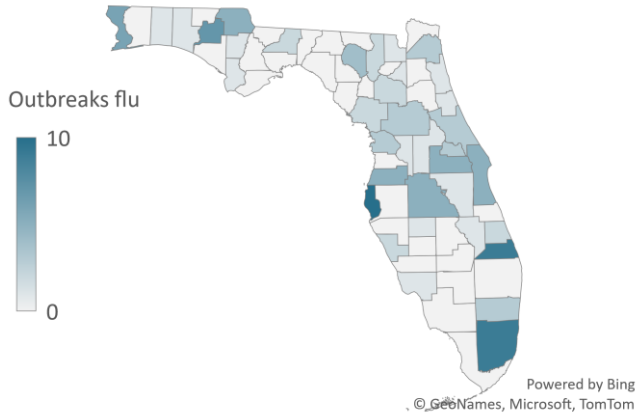 Outbreaks flu
10
0
Powered by Bing
© GeoNames, Microsoft, TomTom